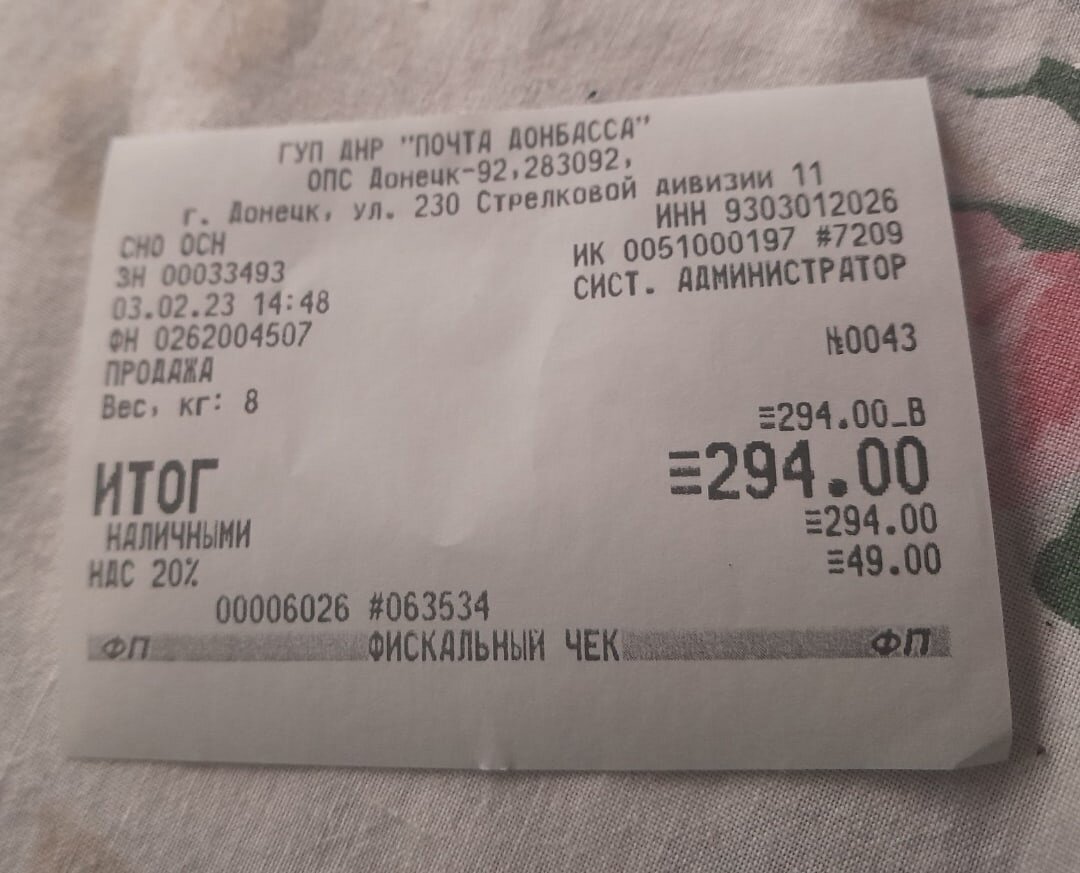 ГУП ДНР "ПОЧТА ДОНБАССА"
ОПС Донецк-92,283092,
г. Донецк, ул. 230 Стрелковой дивизии 11
СНО ОСН ИНН 9303012026
ЗН 00033493 ИК 0051000197 #7209
03.02.23 14:48 СИСТ. АДМИНИСТРАТОР
ФН 0262004507
ПРОДАЖА №0043
Вес, кг: 8
≡294.00_В
ИТОГ ≡294.00
НАЛИЧНЫМИ ≡294.00
НДС 20% ≡49.00
00006026 #063534
ФП ФИСКАЛЬНЫЙ ЧЕК ФП